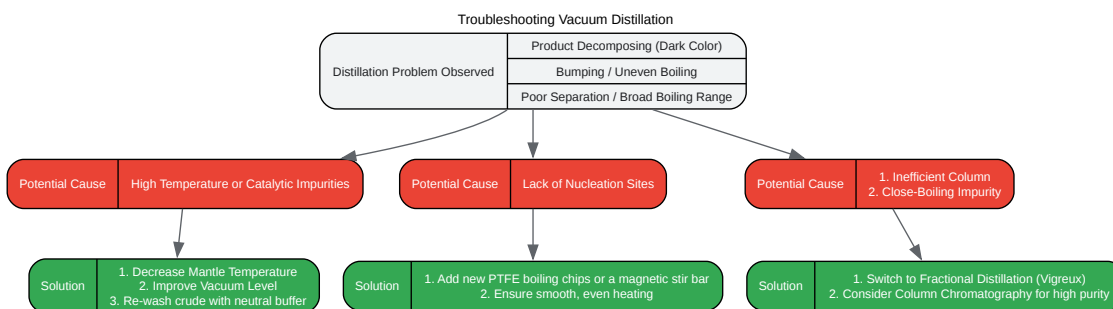 Troubleshooting Vacuum Distillation
Distillation Problem Observed
Product Decomposing (Dark Color)
Bumping / Uneven Boiling
Poor Separation / Broad Boiling Range
Potential Cause
High Temperature or Catalytic Impurities
Potential Cause
Lack of Nucleation Sites
Potential Cause
1. Inefficient Column
2. Close-Boiling Impurity
Solution
1. Decrease Mantle Temperature
2. Improve Vacuum Level
3. Re-wash crude with neutral buffer
Solution
1. Add new PTFE boiling chips or a magnetic stir bar
2. Ensure smooth, even heating
Solution
1. Switch to Fractional Distillation (Vigreux)
2. Consider Column Chromatography for high purity